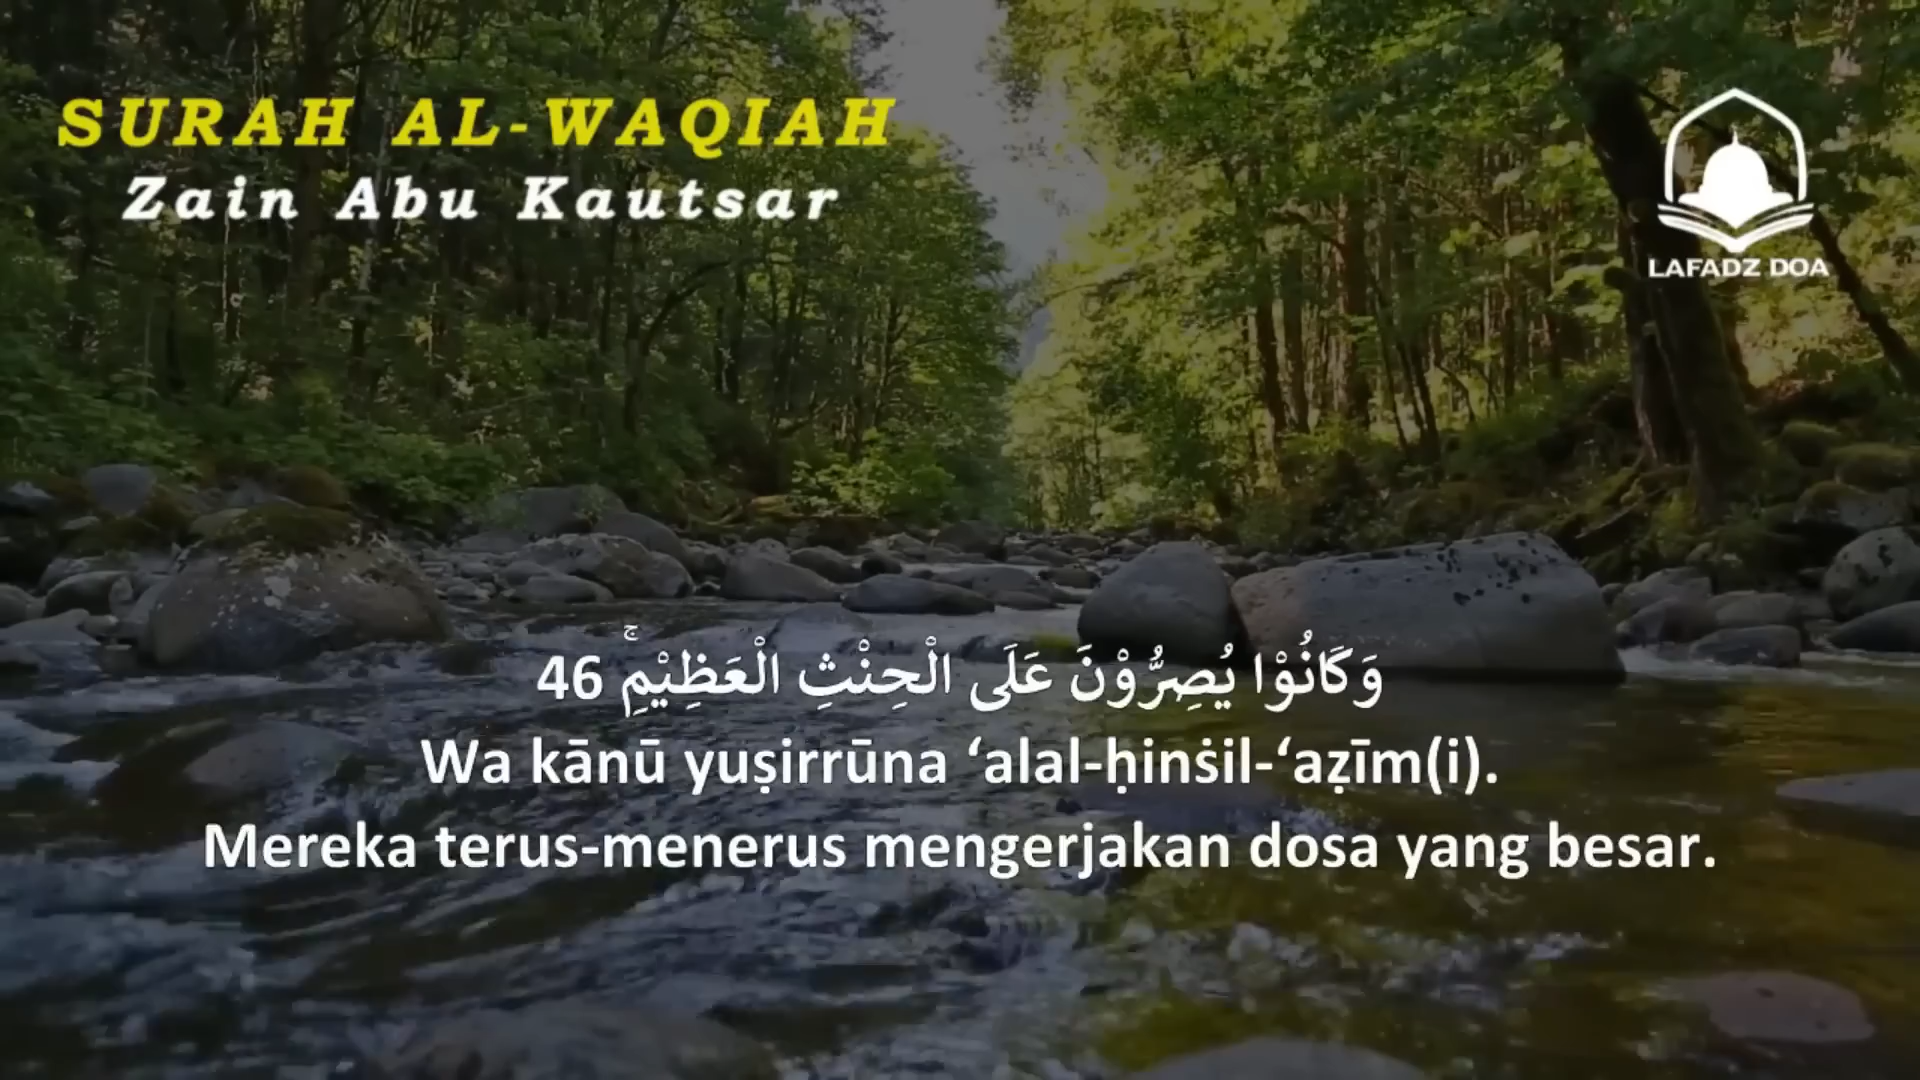 SURAH AL-WAQIAH
Zain Abu Kautsar
LAFADZ DOA
وَكَانُوْا يُصِرُّوْنَ عَلَى الْحِنْثِ الْعَظِيْمِۚ 46
Wa kānū yuṣirrūna ‘alal-ḥinṡil-‘aẓīm(i).
Mereka terus-menerus mengerjakan dosa yang besar.